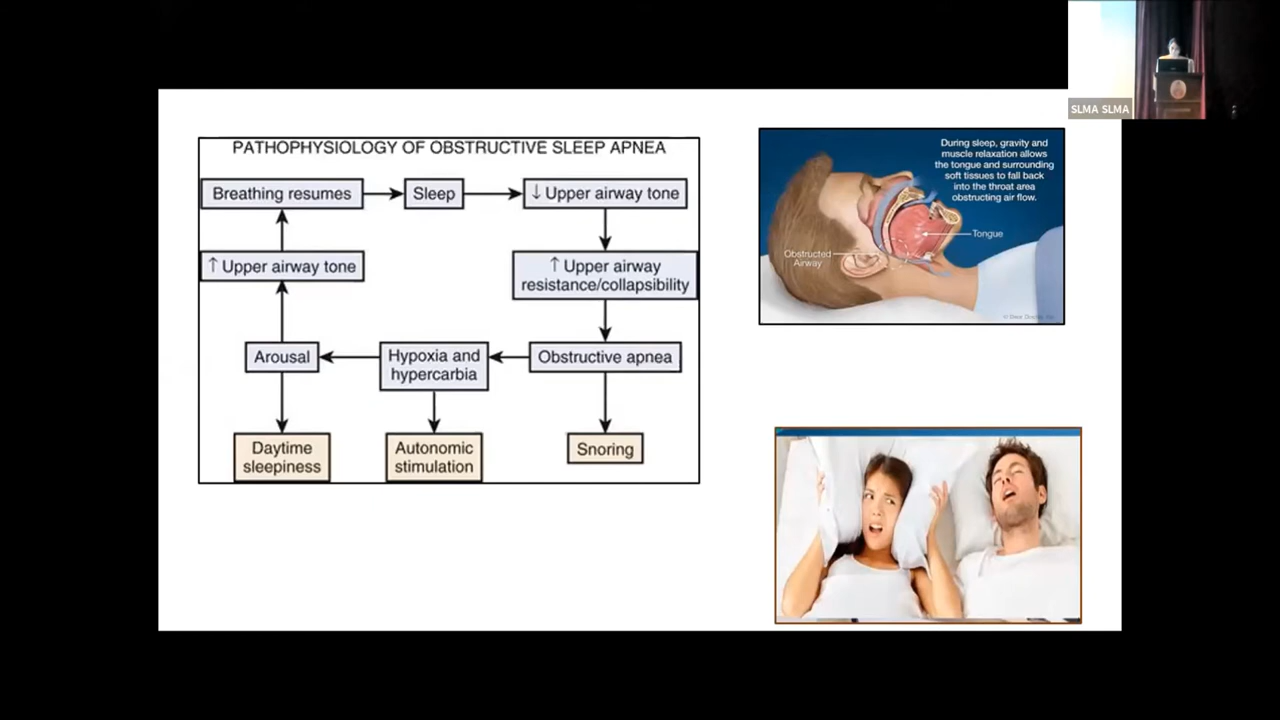 SLMA SLMA
PATHOPHYSIOLOGY OF OBSTRUCTIVE SLEEP APNEA
Breathing resumes
Sleep
↓ Upper airway tone
↑ Upper airway tone
↑ Upper airway
resistance/collapsibility
Arousal
Hypoxia and
hypercarbia
Obstructive apnea
Daytime
sleepiness
Autonomic
stimulation
Snoring
During sleep, gravity and
muscle relaxation allows
the tongue and surrounding
soft tissues to fall back
into the throat area
obstructing air flow.
Tongue
Obstructed
Airway